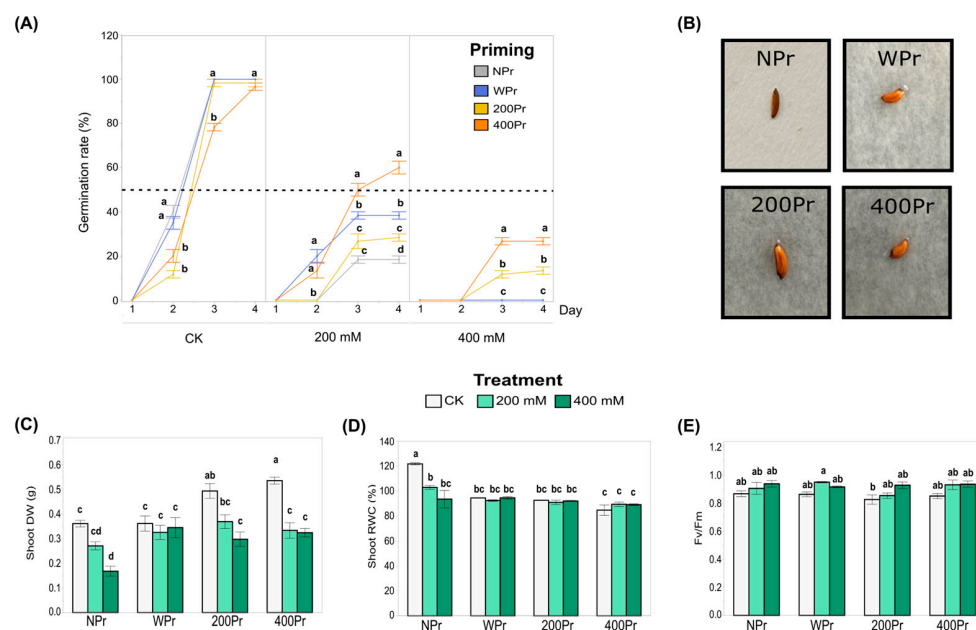 (A)
120
100
80
60
40
20
0
Germination rate (%)
Priming
NPr
WPr
200Pr
400Pr
a a
b
a
a
b
b
a
a
b
c
c
a
b
c
d
a
a
b
a
b
c
a
b
c
1 2 3 4 1 2 3 4 1 2 3 4 Day
CK 200 mM 400 mM
(B)
NPr WPr
200Pr 400Pr
Treatment
CK 200 mM 400 mM
(C)
0.7
0.6
0.5
0.4
0.3
0.2
0.1
0.0
Shoot DW (g)
c cd d c c c ab bc c a c c
NPr WPr 200Pr 400Pr
(D)
140
120
100
80
60
40
20
0
Shoot RWC (%)
a b bc bc bc bc bc bc bc c c c
NPr WPr 200Pr 400Pr
(E)
1.2
1.0
0.8
0.6
0.4
0.2
0.0
Fv/Fm
ab ab ab ab a ab b ab ab ab ab ab
NPr WPr 200Pr 400Pr